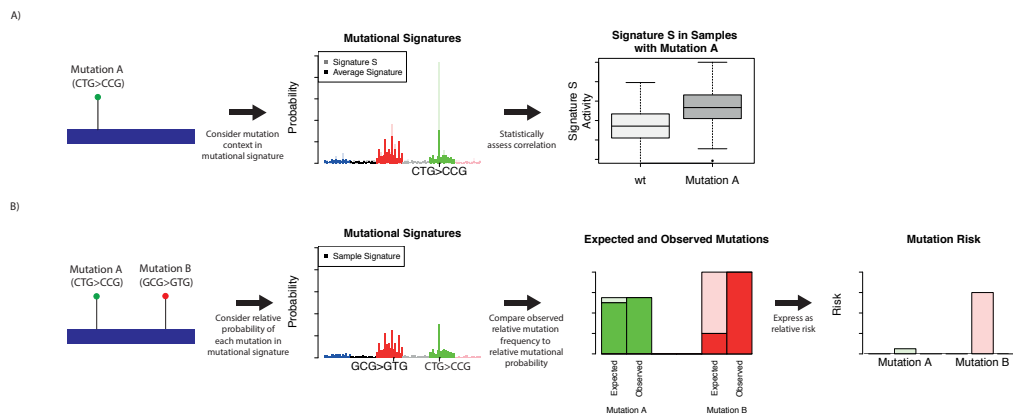 A)
Mutation A
(CTG>CCG)
Consider mutation
context in
mutational signature
Mutational Signatures
Signature S
Average Signature
Probability
CTG>CCG
Statistically
assess correlation
Signature S in Samples
with Mutation A
Signature S
Activity
wt
Mutation A
B)
Mutation A
(CTG>CCG)
Mutation B
(GCG>GTG)
Consider relative
probability of
each mutation in
mutational signature
Mutational Signatures
Sample Signature
Probability
GCG>GTG
CTG>CCG
Compare observed
relative mutation
frequency to
relative mutational
probability
Expected and Observed Mutations
Expected
Observed
Mutation A
Expected
Observed
Mutation B
Express as
relative risk
Mutation Risk
Risk
Mutation A
Mutation B